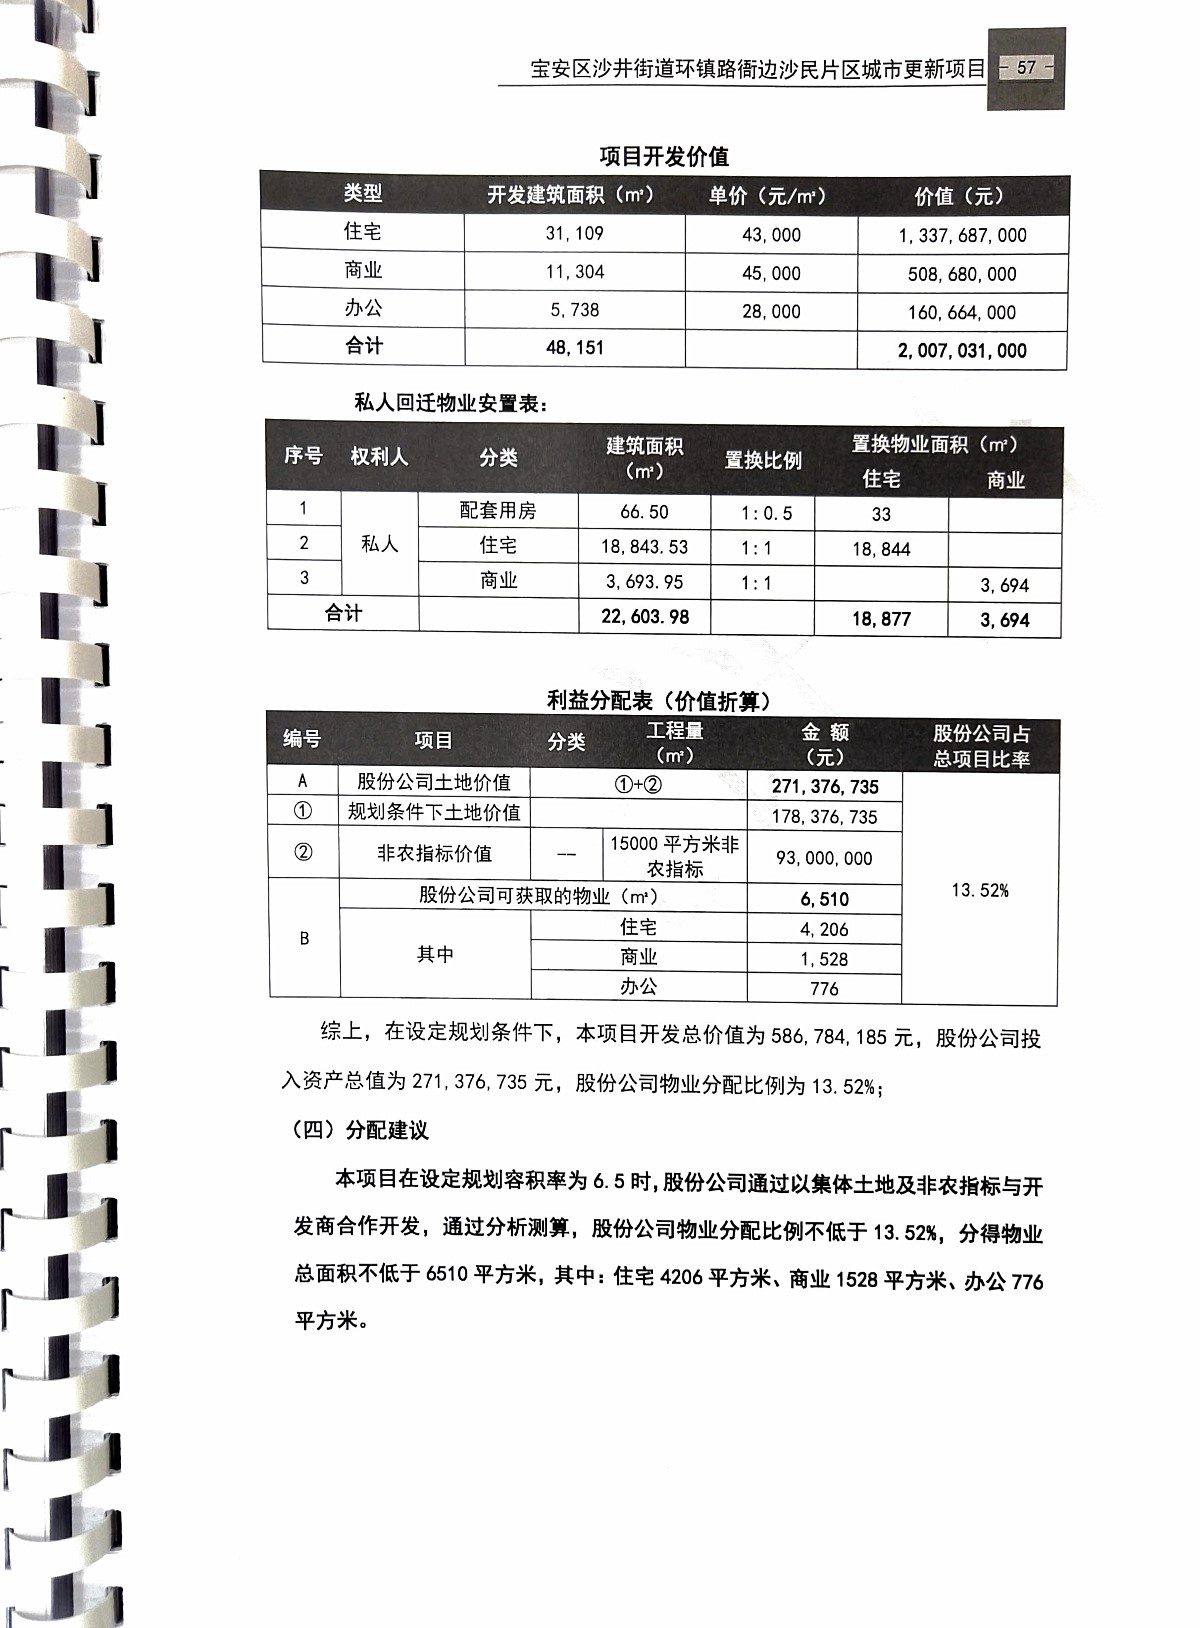 宝安区沙井街道环镇路衙边沙民片区城市更新项目 - 57 -
项目开发价值
类型 开发建筑面积（㎡） 单价（元/㎡） 价值（元）
住宅 31,109 43,000 1,337,687,000
商业 11,304 45,000 508,680,000
办公 5,738 28,000 160,664,000
合计 48,151 2,007,031,000
私人回迁物业安置表：
序号 权利人 分类 建筑面积（㎡） 置换比例 置换物业面积（㎡）
住宅 商业
1 配套用房 66.50 1:0.5 33
2 私人 住宅 18,843.53 1:1 18,844
3 商业 3,693.95 1:1 3,694
合计 22,603.98 18,877 3,694
利益分配表（价值折算）
编号 项目 分类 工程量（㎡） 金 额（元） 股份公司占总项目比率
A 股份公司土地价值 ①+② 271,376,735
① 规划条件下土地价值 178,376,735
② 非农指标价值 —— 15000 平方米非农指标 93,000,000
13.52%
股份公司可获取的物业（㎡） 6,510
B 其中 住宅 4,206
商业 1,528
办公 776
综上，在设定规划条件下，本项目开发总价值为 586,784,185 元，股份公司投
入资产总值为 271,376,735 元，股份公司物业分配比例为 13.52%；
（四）分配建议
本项目在设定规划容积率为 6.5 时，股份公司通过以集体土地及非农指标与开
发商合作开发，通过分析测算，股份公司物业分配比例不低于 13.52%，分得物业
总面积不低于 6510 平方米，其中：住宅 4206 平方米、商业 1528 平方米、办公 776
平方米。